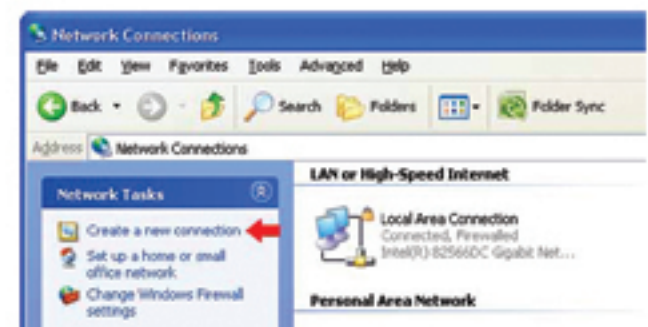 Network Connections
File Edit View Favorites Tools Advanced Help
Back Search Folders Folder Sync
Address Network Connections
Network Tasks
Create a new connection
Set up a home or small
office network
Change Windows Firewall
settings
LAN or High-Speed Internet
Local Area Connection
Connected, Firewalled
Intel(R) 82566DC Gigabit Net...
Personal Area Network